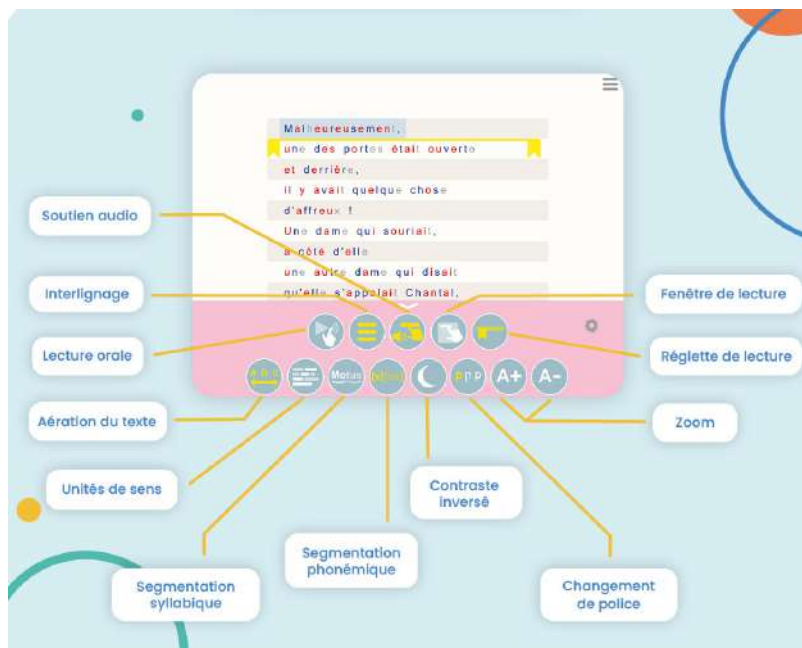 Malheureusement,
une des portes était ouverte
et derrière,
il y avait quelque chose
d'affreux !
Une dame qui souriait,
à côté d'elle
une autre dame qui disait
qu'elle s'appelait Chantal,
Soutien audio
Interlignage
Fenêtre de lecture
Lecture orale
Réglette de lecture
Motus
A+
A-
Aération du texte
Zoom
Unités de sens
Contraste
inversé
Segmentation
phonémique
Segmentation
syllabique
Changement
de police